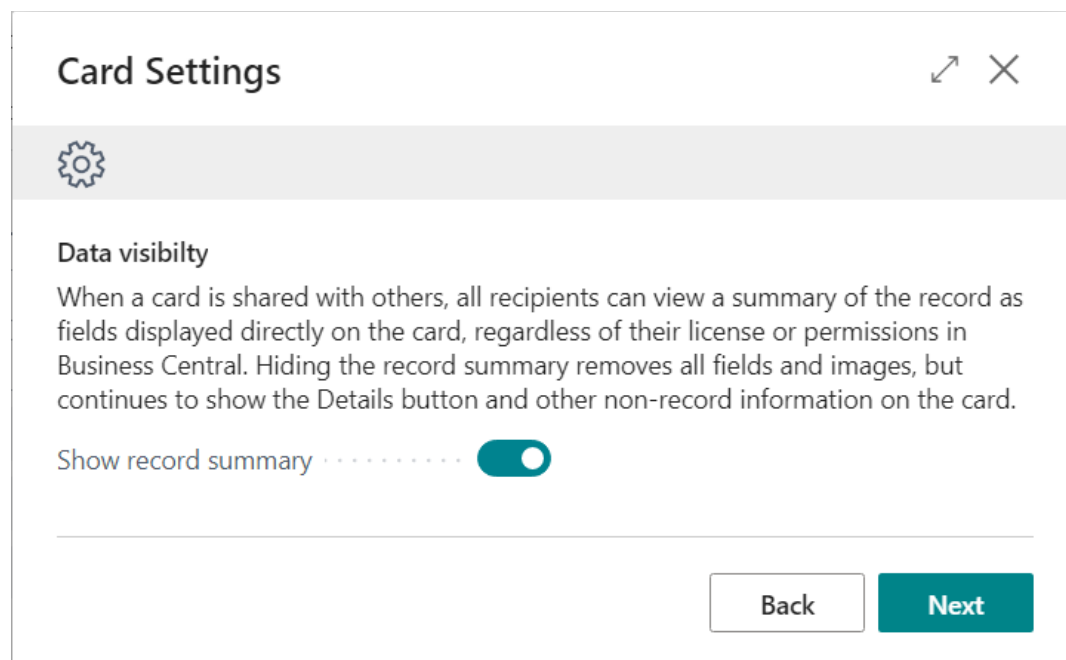 Card Settings
Data visibilty
When a card is shared with others, all recipients can view a summary of the record as
fields displayed directly on the card, regardless of their license or permissions in
Business Central. Hiding the record summary removes all fields and images, but
continues to show the Details button and other non-record information on the card.
Show record summary
Back Next